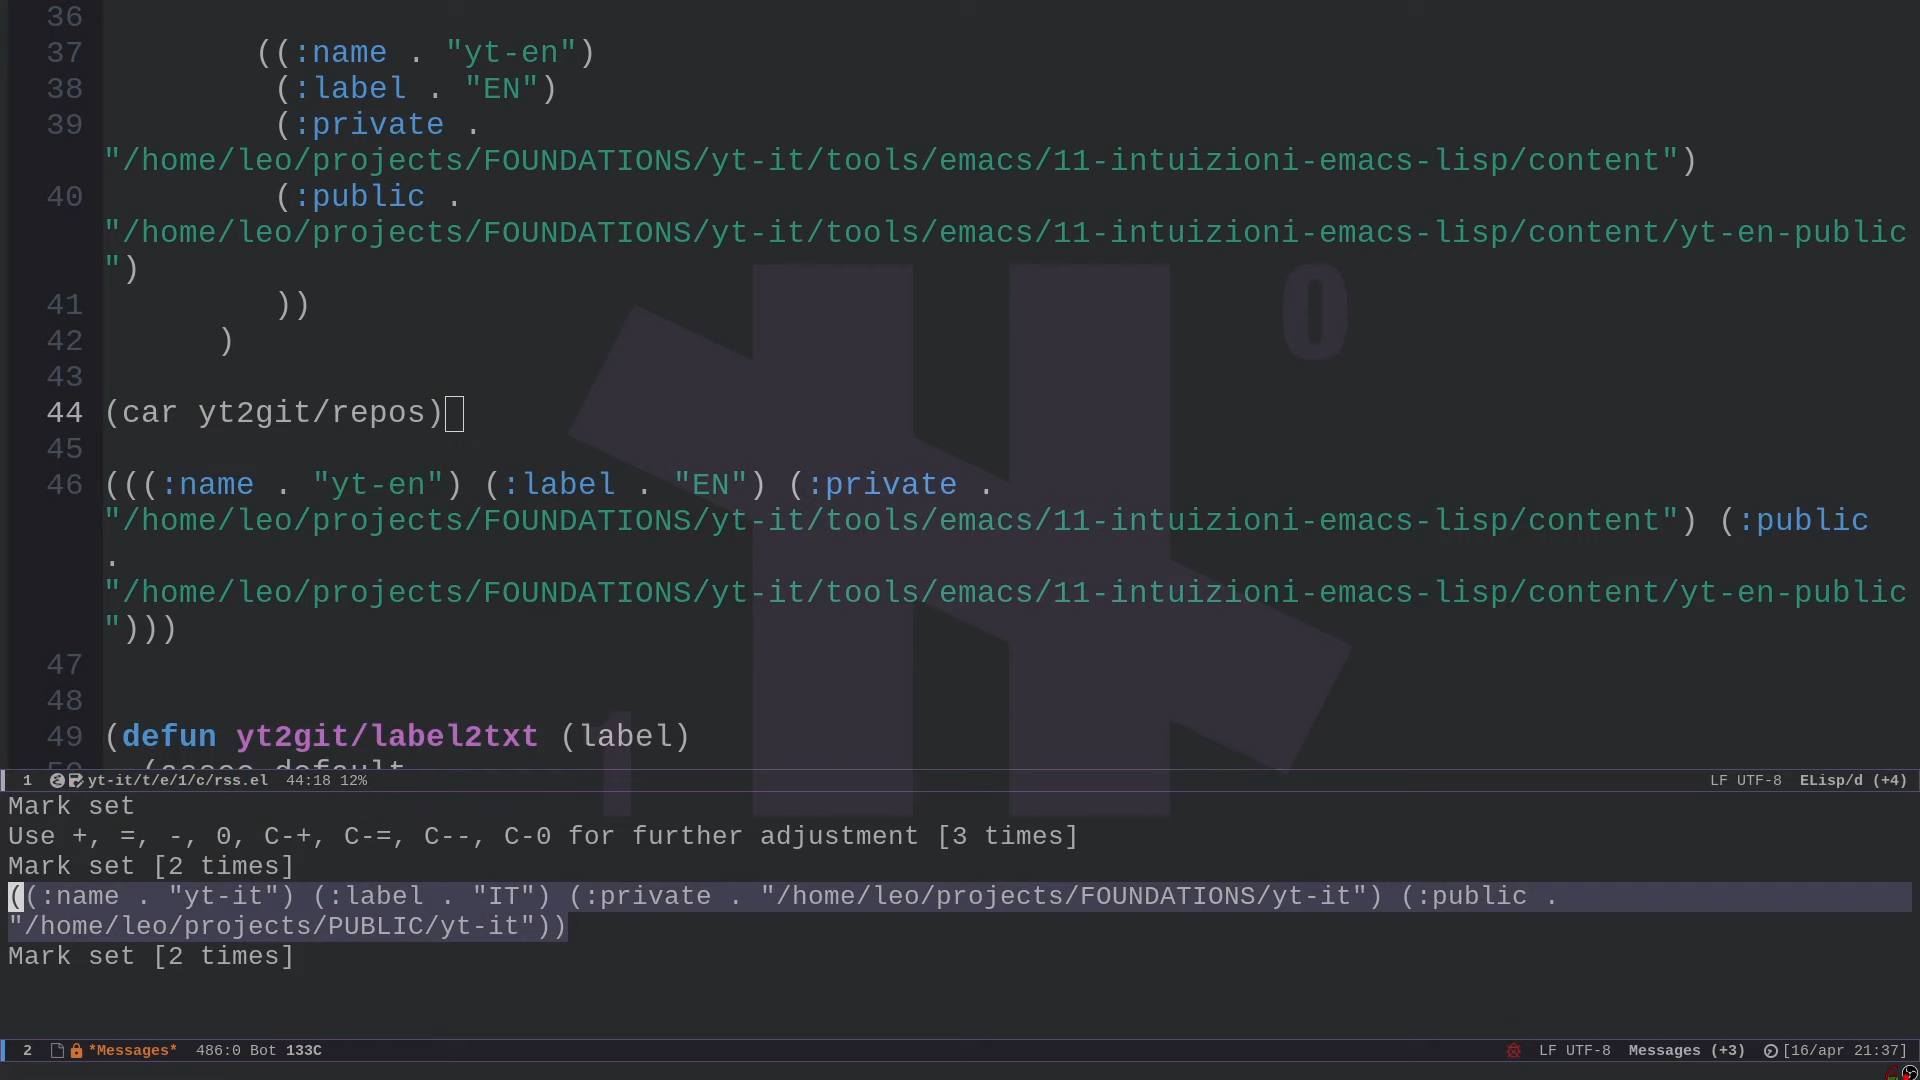 36
37 ((:name . "yt-en")
38 (:label . "EN")
39 (:private .
"/home/leo/projects/FOUNDATIONS/yt-it/tools/emacs/11-intuizioni-emacs-lisp/content")
40 (:public .
"/home/leo/projects/FOUNDATIONS/yt-it/tools/emacs/11-intuizioni-emacs-lisp/content/yt-en-public
")
41 ))
42 )
43
44 (car yt2git/repos)
45
46 (((:name . "yt-en") (:label . "EN") (:private .
"/home/leo/projects/FOUNDATIONS/yt-it/tools/emacs/11-intuizioni-emacs-lisp/content") (:public
.
"/home/leo/projects/FOUNDATIONS/yt-it/tools/emacs/11-intuizioni-emacs-lisp/content/yt-en-public
")))
47
48
49 (defun yt2git/label2txt (label)
50 (assoc-default
1 yt-it/t/e/1/c/rss.el 44:18 12% LF UTF-8 ELisp/d (+4)
Mark set
Use +, =, -, 0, C-+, C-=, C--, C-0 for further adjustment [3 times]
Mark set [2 times]
((:name . "yt-it") (:label . "IT") (:private . "/home/leo/projects/FOUNDATIONS/yt-it") (:public .
"/home/leo/projects/PUBLIC/yt-it"))
Mark set [2 times]
2 *Messages* 486:0 Bot 133C LF UTF-8 Messages (+3) [16/apr 21:37]
0
1